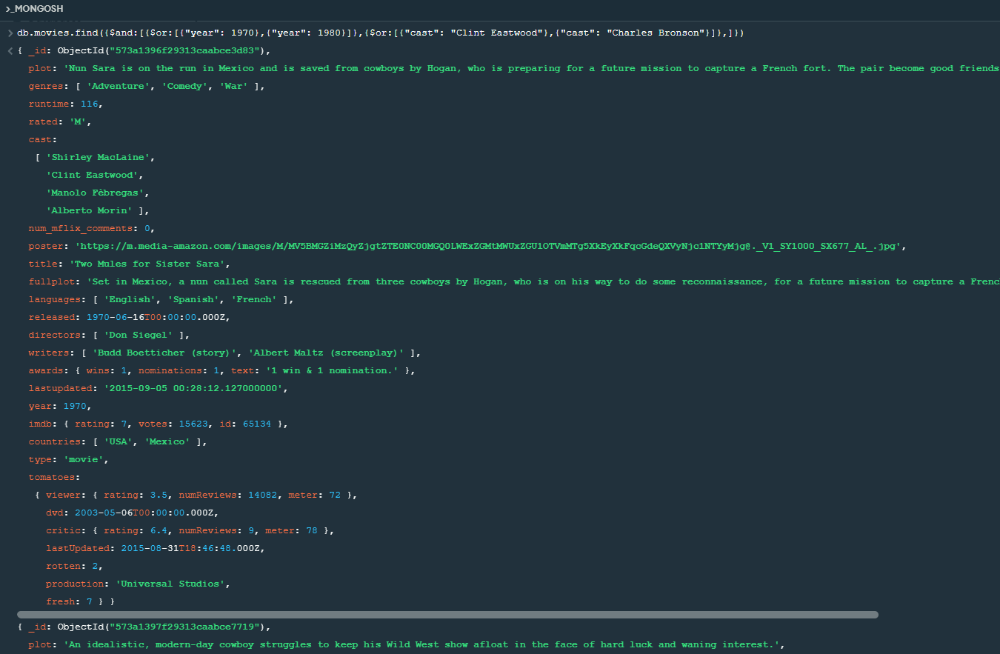 >_MONGOSH
> db.movies.find({$and:[{$or:[{"year": 1970},{"year": 1980}]},{$or:[{"cast": "Clint Eastwood"},{"cast": "Charles Bronson"}]},]})
< { _id: ObjectId("573a1396f29313caabce3d83"),
plot: 'Nun Sara is on the run in Mexico and is saved from cowboys by Hogan, who is preparing for a future mission to capture a French fort. The pair become good friends
genres: [ 'Adventure', 'Comedy', 'War' ],
runtime: 116,
rated: 'M',
cast:
[ 'Shirley MacLaine',
'Clint Eastwood',
'Manolo Fèbregas',
'Alberto Morin' ],
num_mflix_comments: 0,
poster: 'https://m.media-amazon.com/images/M/MV5BMGZiMzQyZjgtZTE0NC00MGQ0LWExZGMtMWUxZGU1OTVmMTg5XkEyXkFqcGdeQXVyNjc1NTYyMjg@._V1_SY1000_SX677_AL_.jpg',
title: 'Two Mules for Sister Sara',
fullplot: 'Set in Mexico, a nun called Sara is rescued from three cowboys by Hogan, who is on his way to do some reconnaissance, for a future mission to capture a Frenc
languages: [ 'English', 'Spanish', 'French' ],
released: 1970-06-16T00:00:00.000Z,
directors: [ 'Don Siegel' ],
writers: [ 'Budd Boetticher (story)', 'Albert Maltz (screenplay)' ],
awards: { wins: 1, nominations: 1, text: '1 win & 1 nomination.' },
lastupdated: '2015-09-05 00:28:12.127000000',
year: 1970,
imdb: { rating: 7, votes: 15623, id: 65134 },
countries: [ 'USA', 'Mexico' ],
type: 'movie',
tomatoes:
{ viewer: { rating: 3.5, numReviews: 14082, meter: 72 },
dvd: 2003-05-06T00:00:00.000Z,
critic: { rating: 6.4, numReviews: 9, meter: 78 },
lastUpdated: 2015-08-31T18:46:48.000Z,
rotten: 2,
production: 'Universal Studios',
fresh: 7 } }
{ _id: ObjectId("573a1397f29313caabce7719"),
plot: 'An idealistic, modern-day cowboy struggles to keep his Wild West show afloat in the face of hard luck and waning interest.',